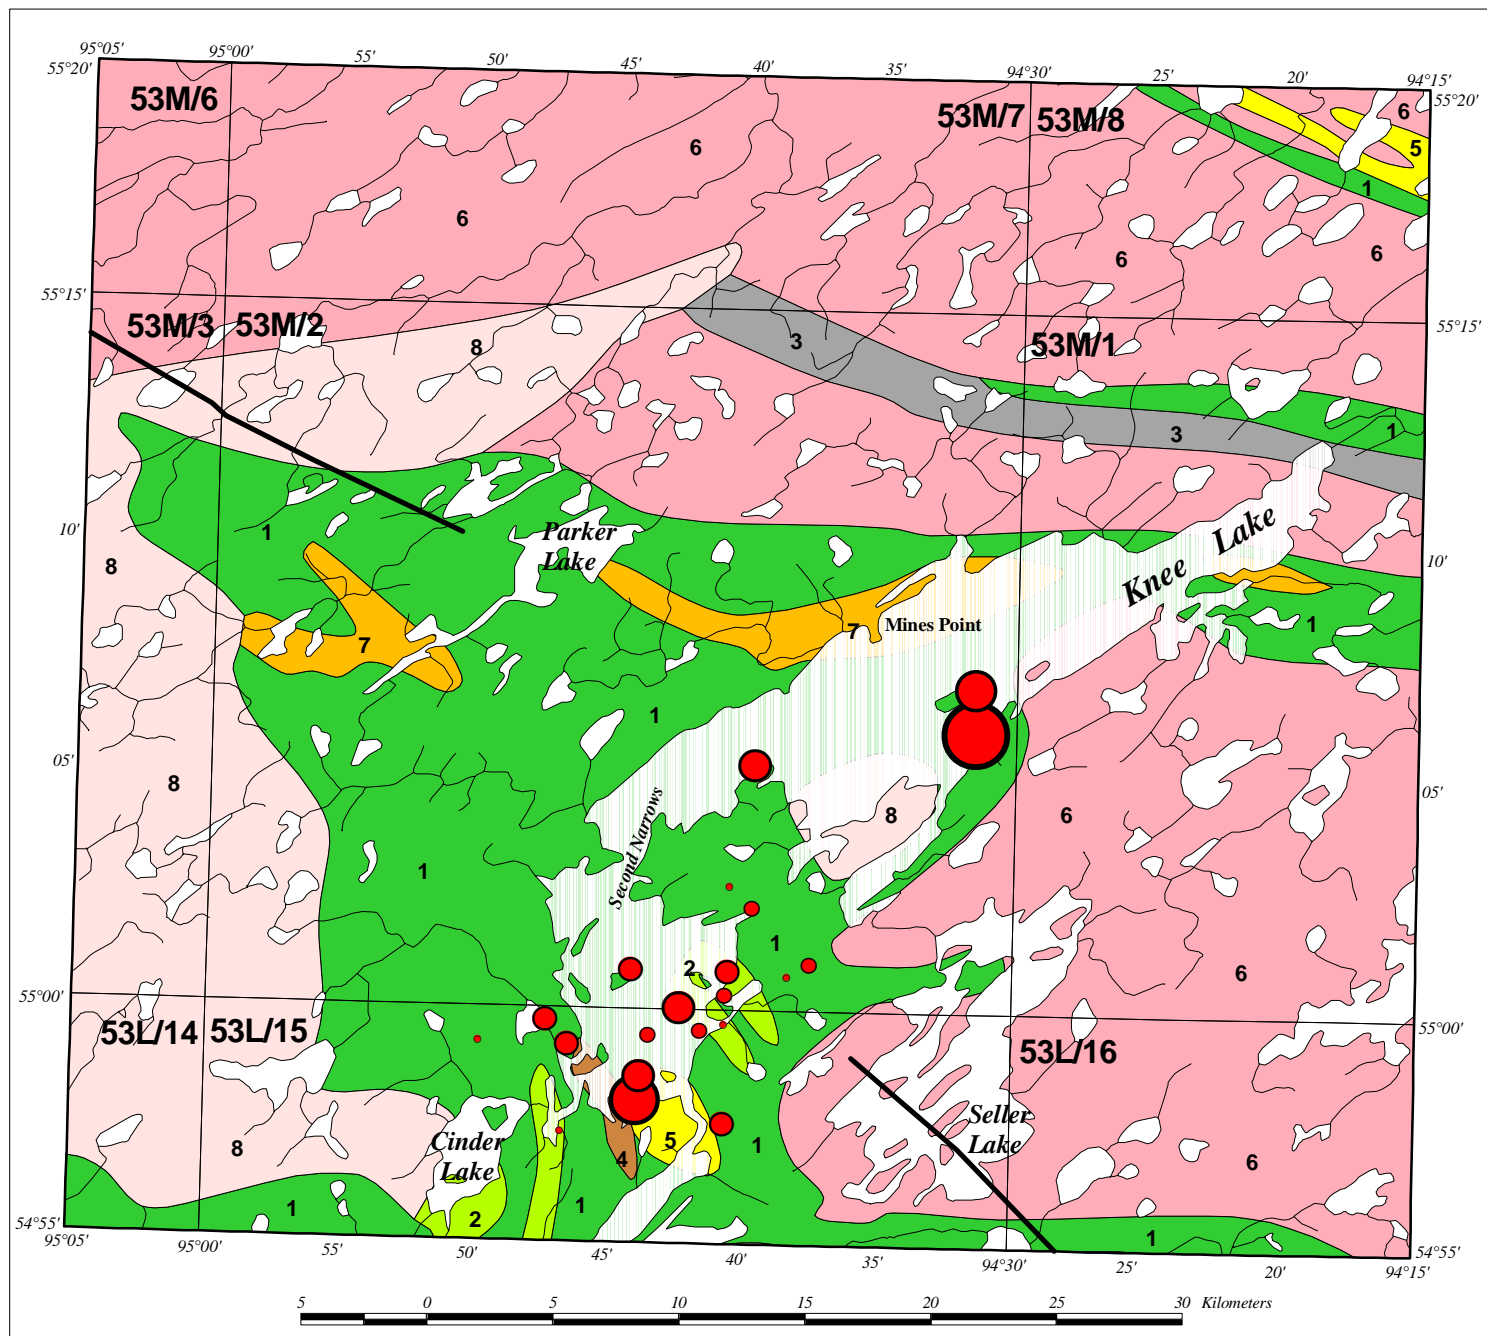 95°05' 95°00' 55' 50' 45' 40' 35' 94°30' 25' 20' 94°15'
55°20' 55°20'
53M/6 53M/7 53M/8 6
6 5
1
6 6 6
55°15' 55°15'
53M/3 53M/2 8 3 53M/1
3 1
10' 1 Parker Lake Knee Lake 10'
8
7 7 Mines Point 1
1
05' 8 8 6 05'
Second Narrows
1
1
2 6
55°00' 55°00'
53L/14 53L/15 53L/16
Cinder Lake Seller Lake
8 4 5 1 6
1 2 1 1
54°55' 54°55'
95°05' 95°00' 55' 50' 45' 40' 35' 94°30' 25' 20' 94°15'
5 0 5 10 15 20 25 30 Kilometers